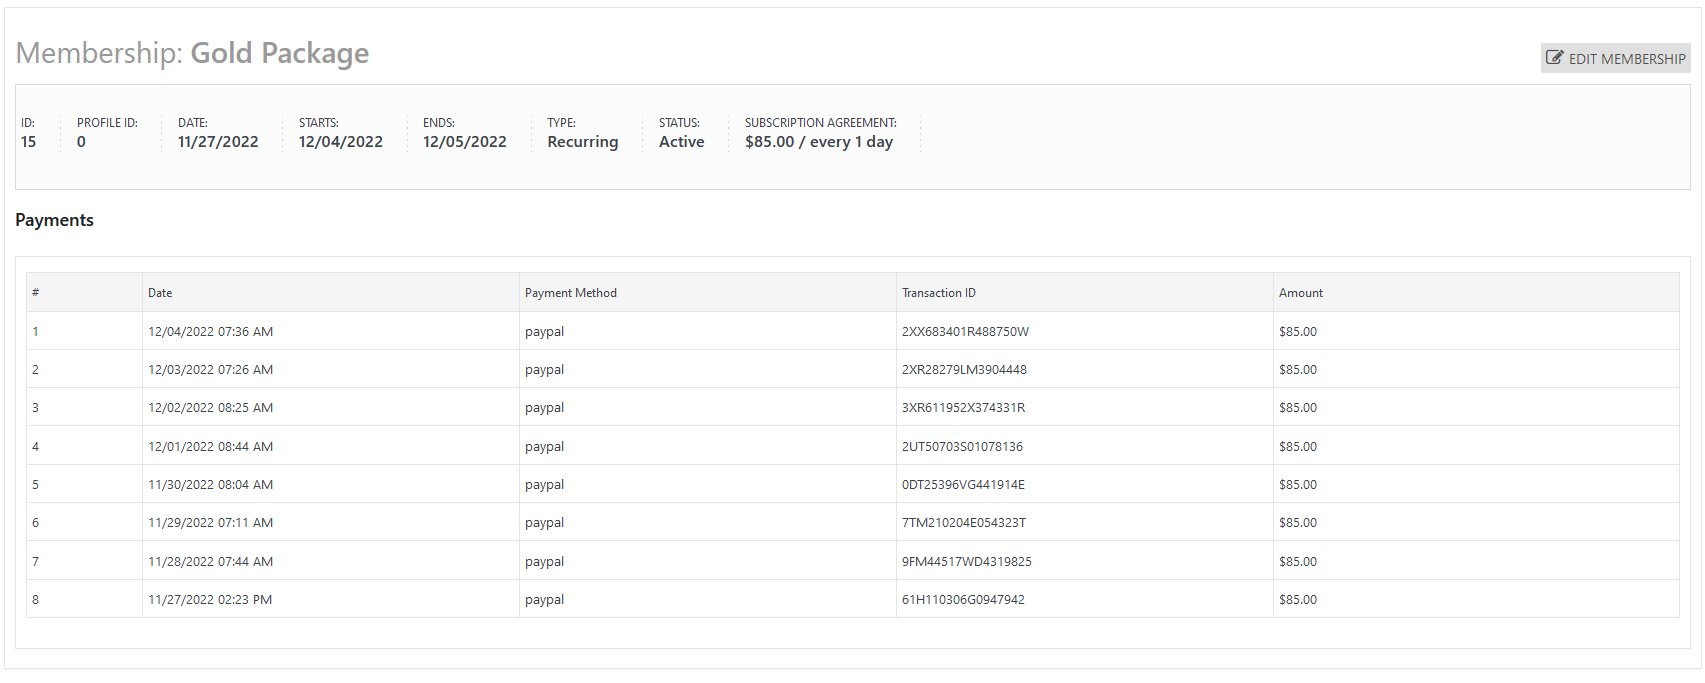 Membership: Gold Package
EDIT MEMBERSHIP
ID: PROFILE ID: DATE: STARTS: ENDS: TYPE: STATUS: SUBSCRIPTION AGREEMENT:
15 0 11/27/2022 12/04/2022 12/05/2022 Recurring Active $85.00 / every 1 day
Payments
# Date Payment Method Transaction ID Amount
1 12/04/2022 07:36 AM paypal 2XX683401R488750W $85.00
2 12/03/2022 07:26 AM paypal 2XR28279LM3904448 $85.00
3 12/02/2022 08:25 AM paypal 3XR611952X374331R $85.00
4 12/01/2022 08:44 AM paypal 2UT50703S01078136 $85.00
5 11/30/2022 08:04 AM paypal 0DT25396VG441914E $85.00
6 11/29/2022 07:11 AM paypal 7TM210204E054323T $85.00
7 11/28/2022 07:44 AM paypal 9FM44517WD4319825 $85.00
8 11/27/2022 02:23 PM paypal 61H110306G0947942 $85.00